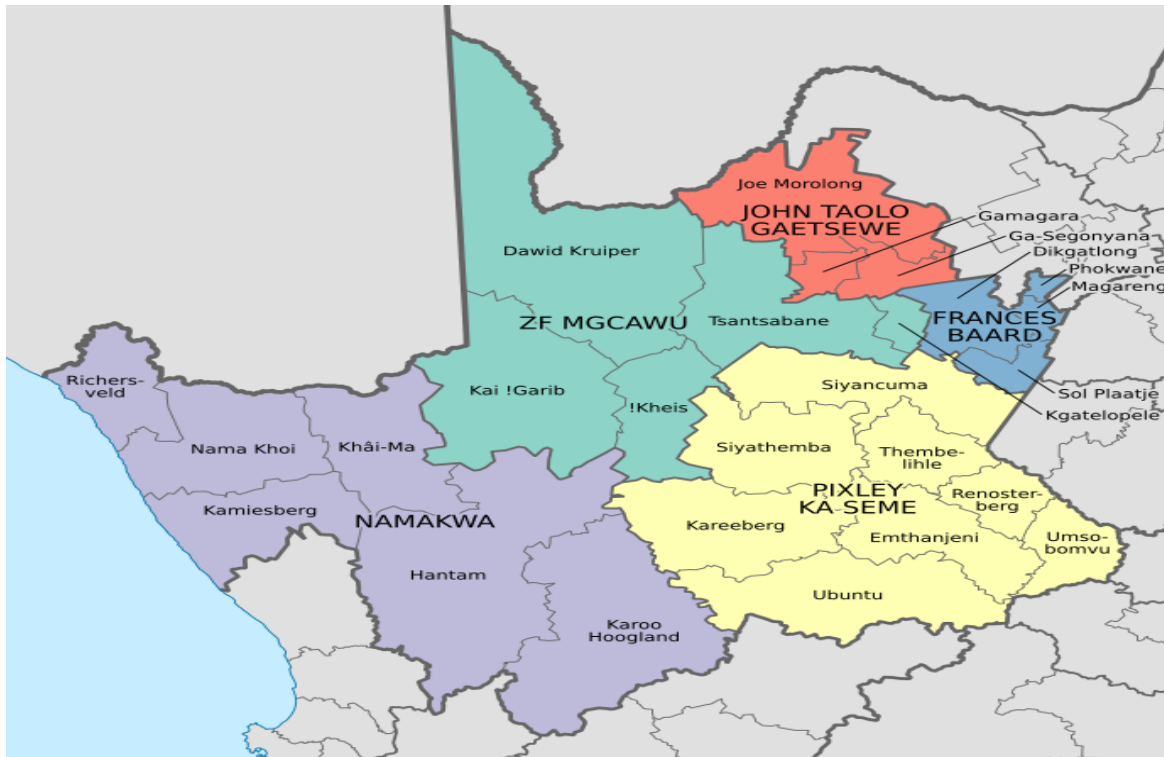 Joe Morolong
JOHN TAOLO
GAETSEWE
Gamagara
Ga-Segonyana
Dikgatlong
Phokwane
Magareng
Dawid Kruiper
ZF MGCAWU
Tsantsabane
FRANCES
BAARD
Richers-
veld
Kai !Garib
!Kheis
Siyancuma
Sol Plaatje
Kgatelopele
Nama Khoi
Khâi-Ma
Siyathemba
Thembe-
lihle
Kamiesberg
NAMAKWA
PIXLEY
KA SEME
Renoster-
berg
Kareeberg
Emthanjeni
Umso-
bomvu
Hantam
Ubuntu
Karoo
Hoogland